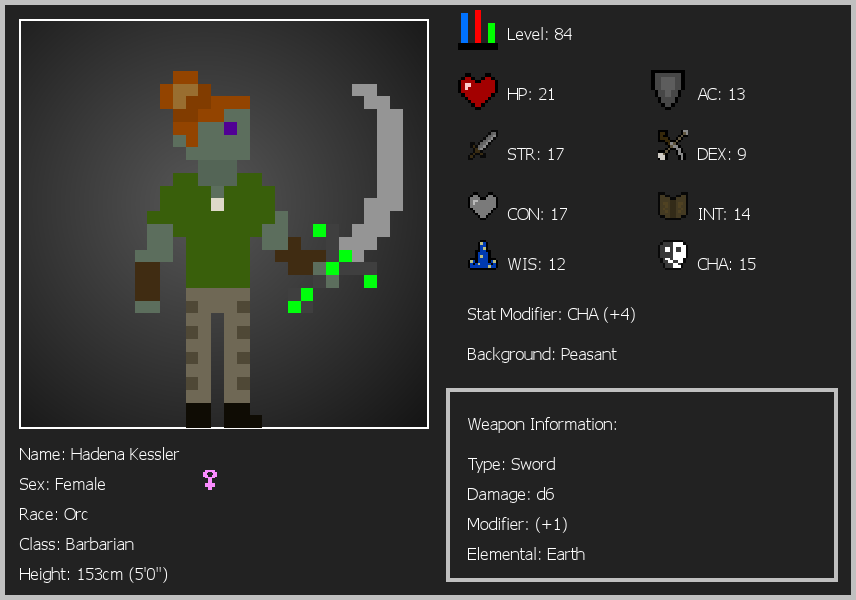 Level: 84
HP: 21
AC: 13
STR: 17
DEX: 9
CON: 17
INT: 14
WIS: 12
CHA: 15
Stat Modifier: CHA (+4)
Background: Peasant
Weapon Information:
Type: Sword
Damage: d6
Modifier: (+1)
Elemental: Earth
Name: Hadena Kessler
Sex: Female
Race: Orc
Class: Barbarian
Height: 153cm (5'0")